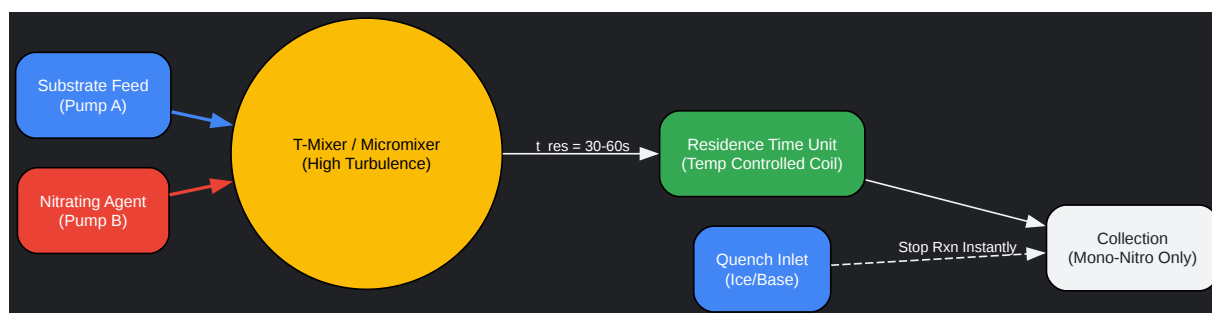 Substrate Feed
(Pump A)
Nitrating Agent
(Pump B)
T-Mixer / Micromixer
(High Turbulence)
t_res = 30-60s
Residence Time Unit
(Temp Controlled Coil)
Quench Inlet
(Ice/Base)
Stop Rxn Instantly
Collection
(Mono-Nitro Only)